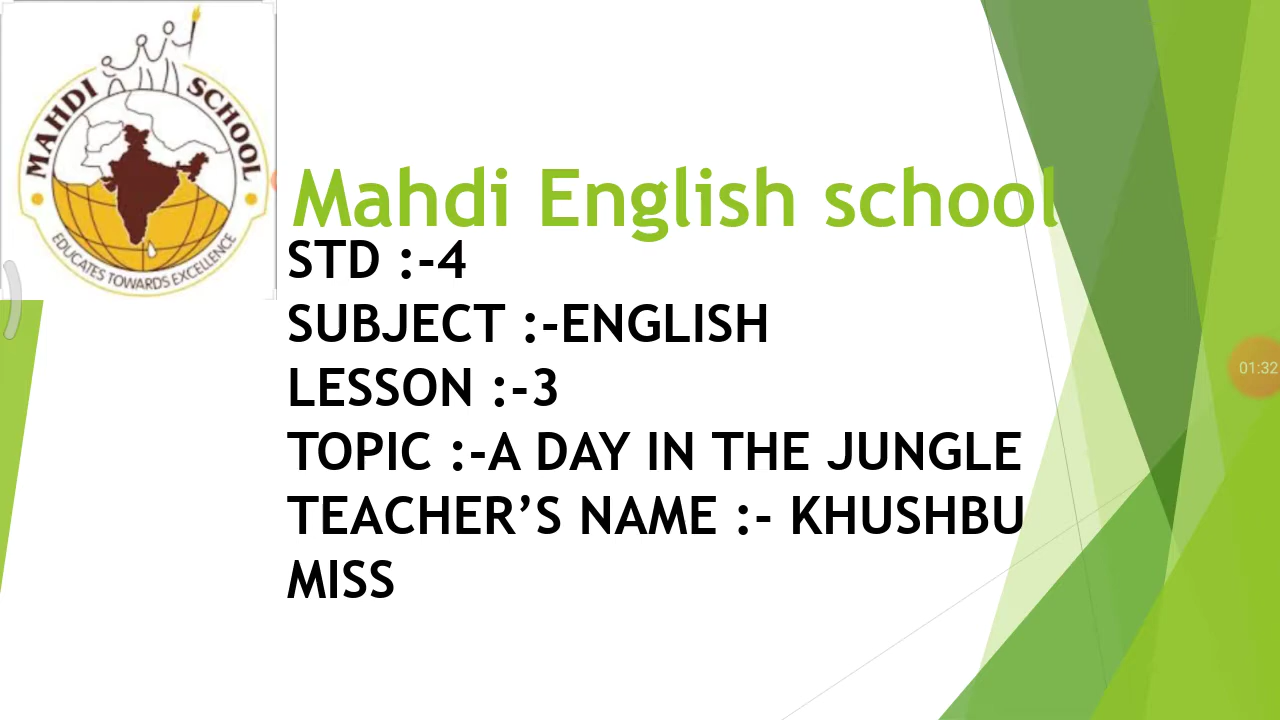 MAHDI SCHOOL
EDUCATES TOWARDS EXCELLENCE
Mahdi English school
STD :-4
SUBJECT :-ENGLISH
LESSON :-3
TOPIC :-A DAY IN THE JUNGLE
TEACHER’S NAME :- KHUSHBU
MISS
01:32